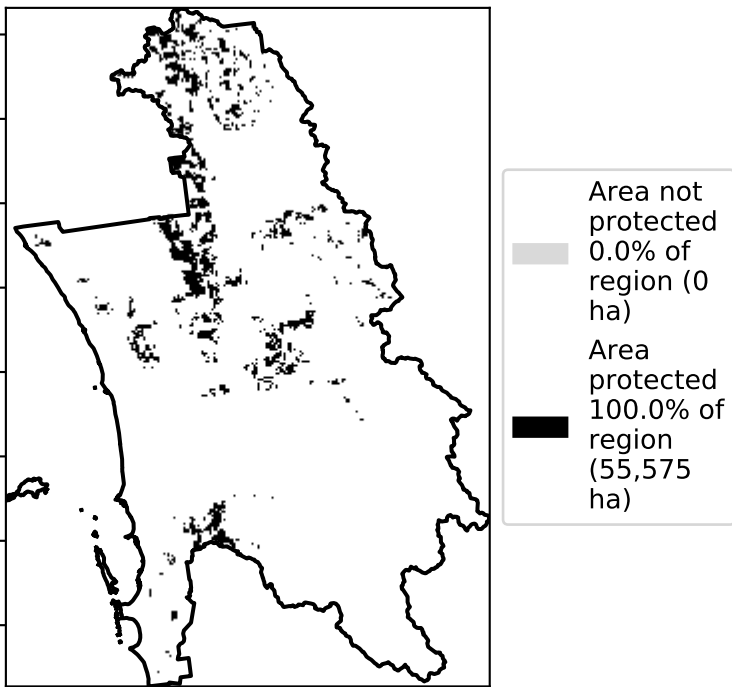 Area not
protected
0.0% of
region (0
ha)
Area
protected
100.0% of
region
(55,575
ha)